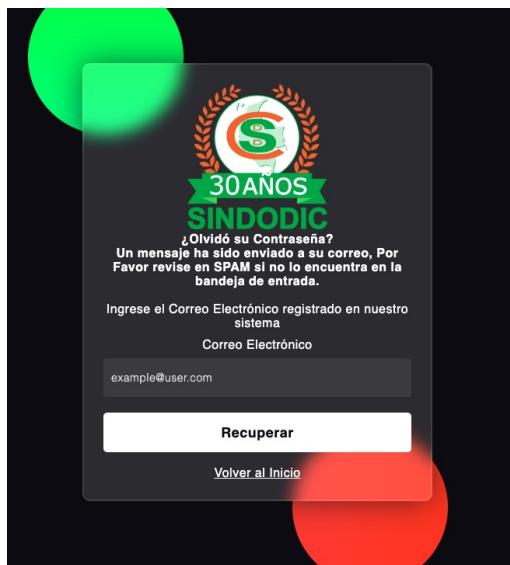 30 AÑOS
SINDODIC
¿Olvidó su Contraseña?
Un mensaje ha sido enviado a su correo, Por
Favor revise en SPAM si no lo encuentra en la
bandeja de entrada.
Ingrese el Correo Electrónico registrado en nuestro
sistema
Correo Electrónico
example@user.com
Recuperar
Volver al Inicio